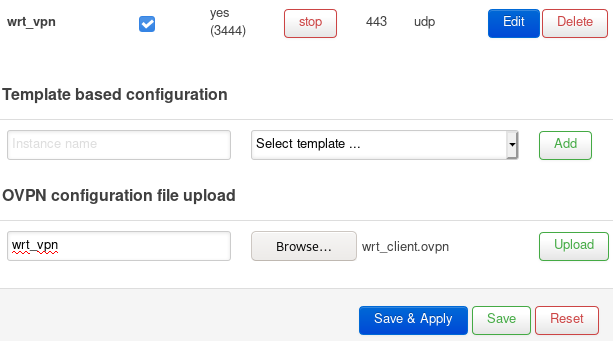 wrt_vpn yes (3444) stop 443 udp Edit Delete
Template based configuration
Instance name Select template ... Add
OVPN configuration file upload
wrt_vpn Browse... wrt_client.ovpn Upload
Save & Apply Save Reset